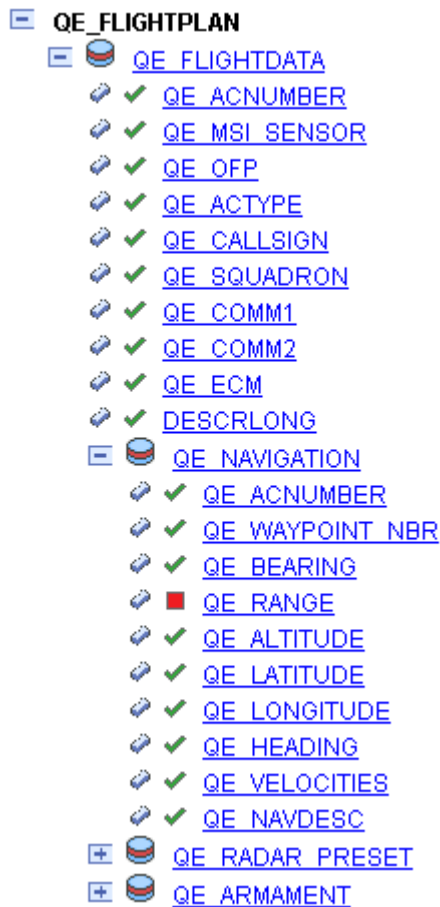 QE_FLIGHTPLAN
QE_FLIGHTDATA
QE_ACNUMBER
QE_MSI_SENSOR
QE_OFP
QE_ACTYPE
QE_CALLSIGN
QE_SQUADRON
QE_COMM1
QE_COMM2
QE_ECM
DESCRLONG
QE_NAVIGATION
QE_ACNUMBER
QE_WAYPOINT_NBR
QE_BEARING
QE_RANGE
QE_ALTITUDE
QE_LATITUDE
QE_LONGITUDE
QE_HEADING
QE_VELOCITIES
QE_NAVDESC
QE_RADAR_PRESET
QE_ARMAMENT